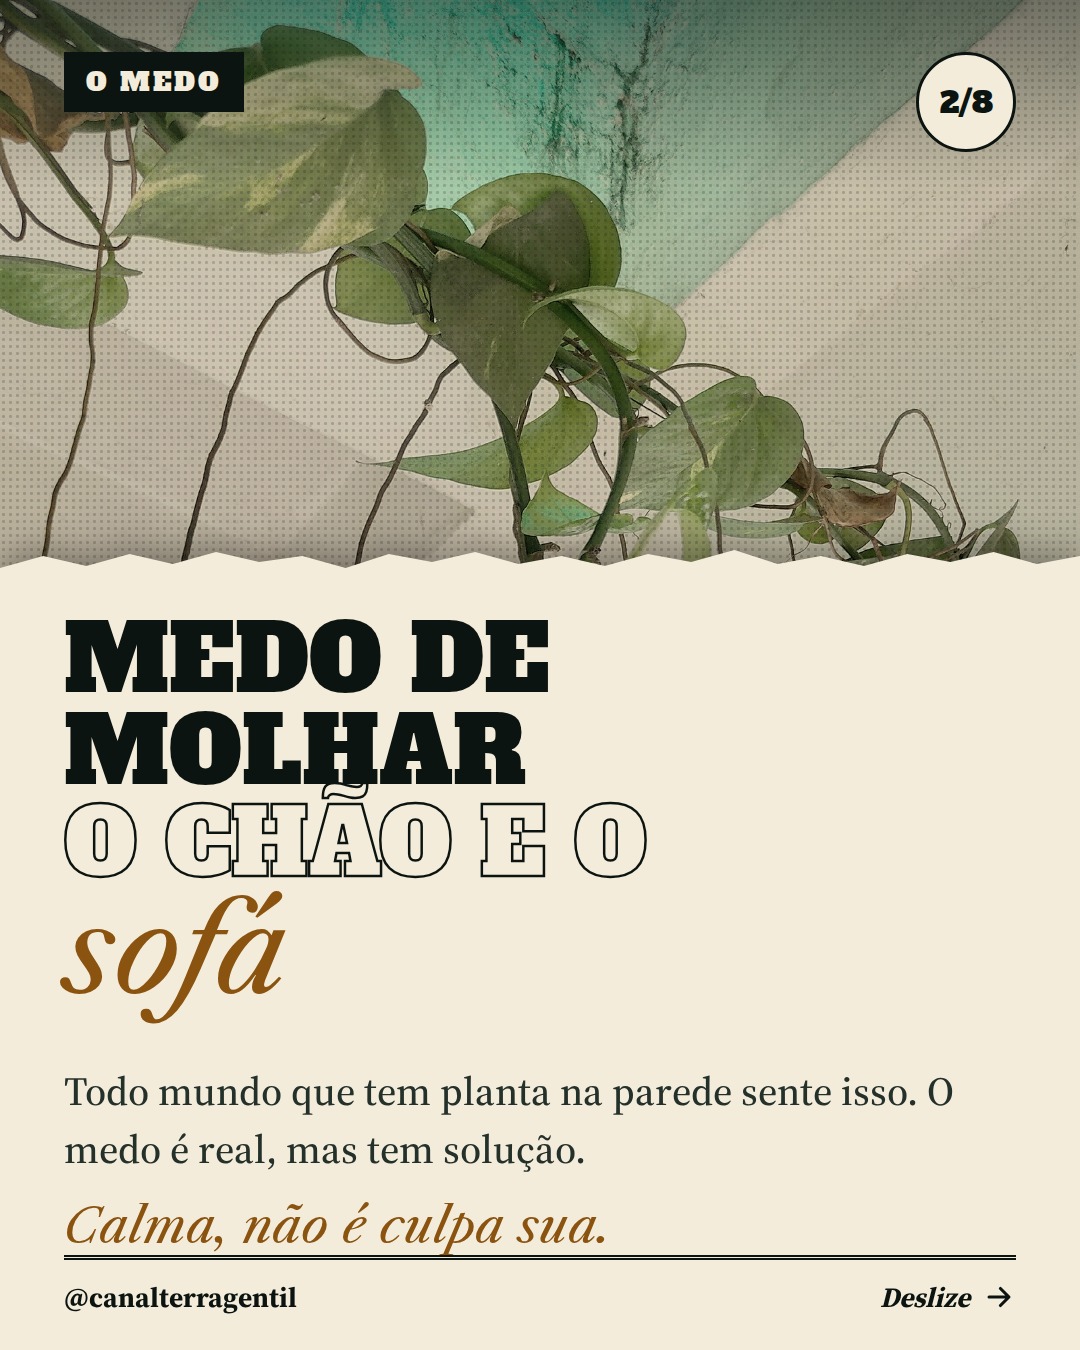 O MEDO
2/8
MEDO DE
MOLHAR
O CHÃO E O
sofá
Todo mundo que tem planta na parede sente isso. O
medo é real, mas tem solução.
Calma, não é culpa sua.
@canalterragentil
Deslize →